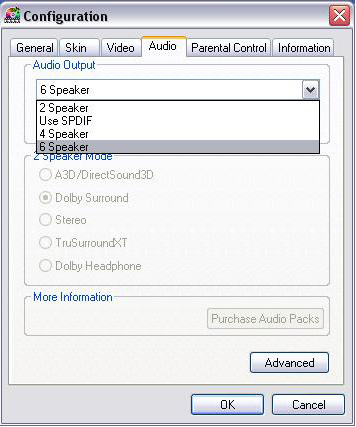 Configuration
General Skin Video Audio Parental Control Information
Audio Output
6 Speaker
2 Speaker
Use SPDIF
4 Speaker
6 Speaker
2 Speaker Mode
A3D/DirectSound3D
Dolby Surround
Stereo
TruSurroundXT
Dolby Headphone
More Information
Purchase Audio Packs
Advanced
OK Cancel